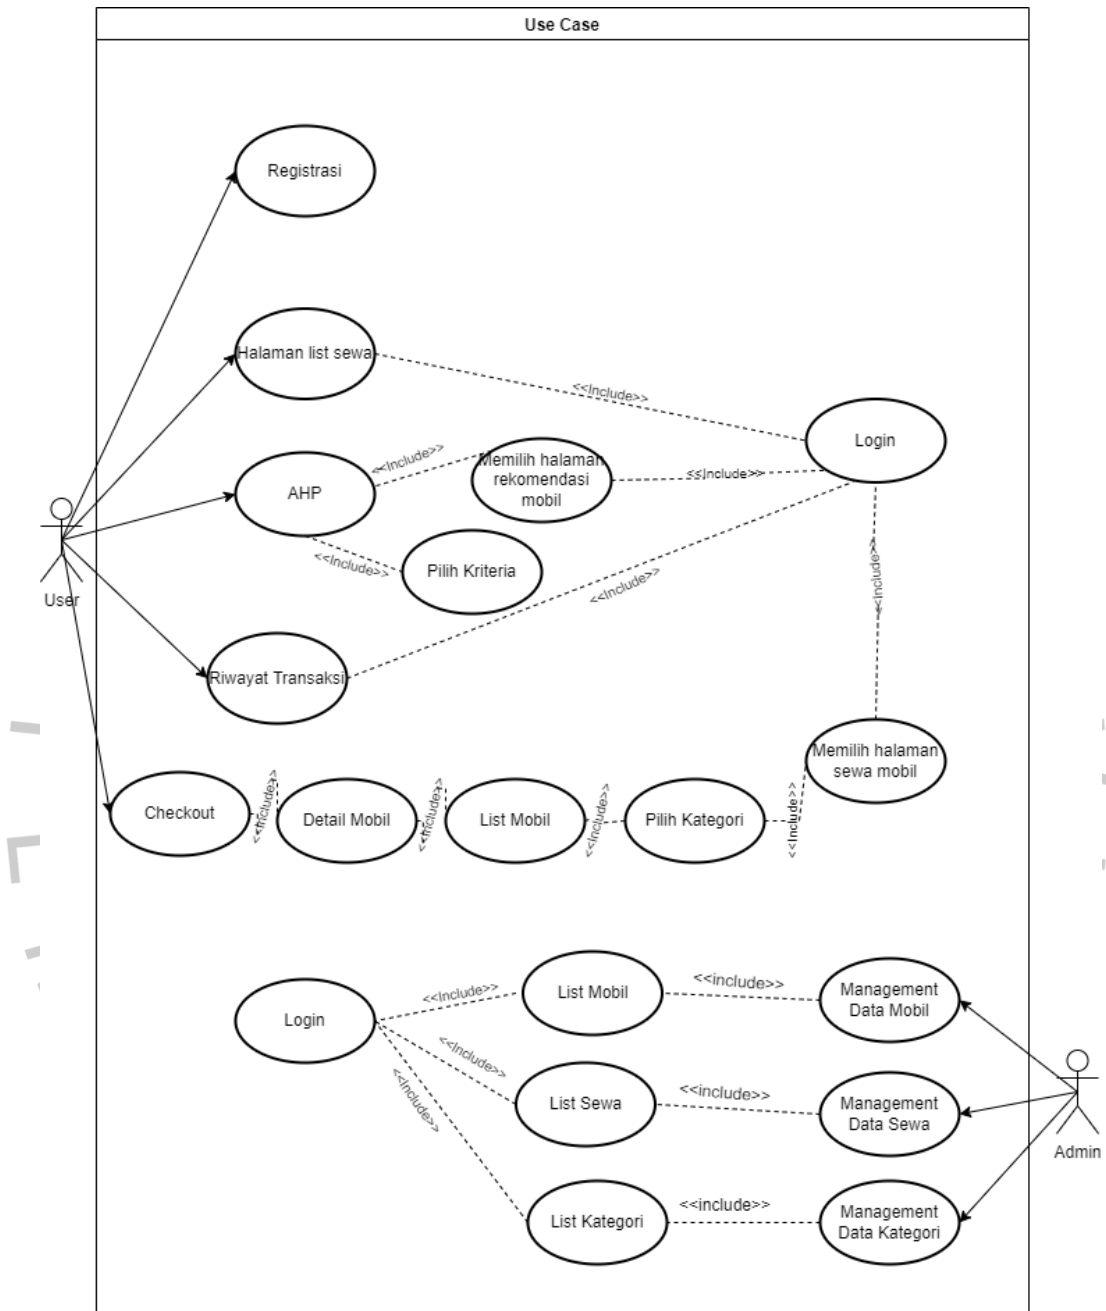 Use Case
Registrasi
Halaman list sewa
<<Include>>
Login
AHP
<<Include>>
Memilih halaman
rekomendasi
mobil
<<Include>>
<<Include>>
Pilih Kriteria
<<Include>>
<<Include>>
User
Riwayat Transaksi
Memilih halaman
sewa mobil
Checkout
<<Include>>
Detail Mobil
<<Include>>
List Mobil
<<Include>>
Pilih Kategori
<<Include>>
Login
<<Include>>
List Mobil
<<include>>
Management
Data Mobil
<<Include>>
List Sewa
<<include>>
Management
Data Sewa
Admin
<<Include>>
List Kategori
<<include>>
Management
Data Kategori